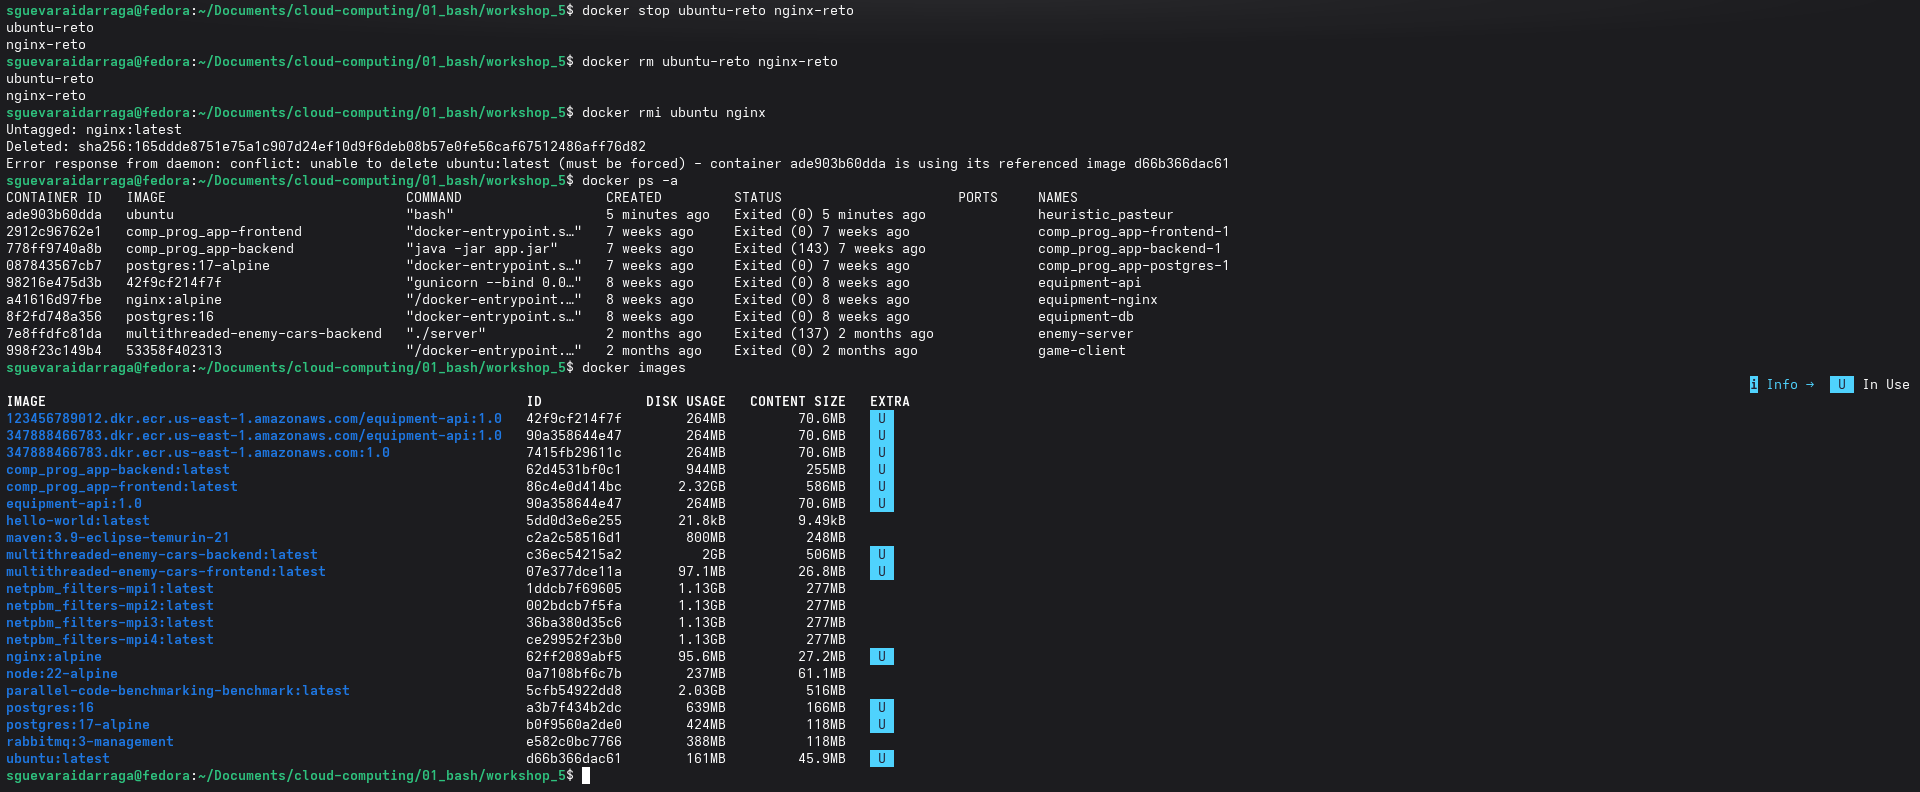 sguevaraidarraga@fedora:~/Documents/cloud-computing/01_bash/workshop_5$ docker stop ubuntu-reto nginx-reto
ubuntu-reto
nginx-reto
sguevaraidarraga@fedora:~/Documents/cloud-computing/01_bash/workshop_5$ docker rm ubuntu-reto nginx-reto
ubuntu-reto
nginx-reto
sguevaraidarraga@fedora:~/Documents/cloud-computing/01_bash/workshop_5$ docker rmi ubuntu nginx
Untagged: nginx:latest
Deleted: sha256:165ddde8751e75a1c907d24ef10d9f6deb08b57e0fe56caf67512486aff76d82
Error response from daemon: conflict: unable to delete ubuntu:latest (must be forced) - container ade903b60dda is using its referenced image d66b366dac61
sguevaraidarraga@fedora:~/Documents/cloud-computing/01_bash/workshop_5$ docker ps -a
CONTAINER ID   IMAGE                              COMMAND                  CREATED         STATUS                      PORTS     NAMES
ade903b60dda   ubuntu                             "bash"                   5 minutes ago   Exited (0) 5 minutes ago              heuristic_pasteur
2912c96762e1   comp_prog_app-frontend             "docker-entrypoint.s…"   7 weeks ago     Exited (0) 7 weeks ago                comp_prog_app-frontend-1
778ff9740a8b   comp_prog_app-backend              "java -jar app.jar"      7 weeks ago     Exited (143) 7 weeks ago              comp_prog_app-backend-1
087843567cb7   postgres:17-alpine                 "docker-entrypoint.s…"   7 weeks ago     Exited (0) 7 weeks ago                comp_prog_app-postgres-1
98216e475d3b   42f9cf214f7f                       "gunicorn --bind 0.0…"   8 weeks ago     Exited (0) 8 weeks ago                equipment-api
a41616d97fbe   nginx:alpine                       "/docker-entrypoint.…"   8 weeks ago     Exited (0) 8 weeks ago                equipment-nginx
8f2fd748a356   postgres:16                        "docker-entrypoint.s…"   8 weeks ago     Exited (0) 8 weeks ago                equipment-db
7e8ffdfc81da   multithreaded-enemy-cars-backend   "./server"               2 months ago    Exited (137) 2 months ago             enemy-server
998f23c149b4   53358f402313                       "/docker-entrypoint.…"   2 months ago    Exited (0) 2 months ago               game-client
sguevaraidarraga@fedora:~/Documents/cloud-computing/01_bash/workshop_5$ docker images
i Info →   U  In Use
IMAGE                                                            ID             DISK USAGE   CONTENT SIZE   EXTRA
123456789012.dkr.ecr.us-east-1.amazonaws.com/equipment-api:1.0   42f9cf214f7f        264MB         70.6MB    U
347888466783.dkr.ecr.us-east-1.amazonaws.com/equipment-api:1.0   90a358644e47        264MB         70.6MB    U
347888466783.dkr.ecr.us-east-1.amazonaws.com:1.0                 7415fb29611c        264MB         70.6MB    U
comp_prog_app-backend:latest                                     62d4531bf0c1        944MB          255MB    U
comp_prog_app-frontend:latest                                    86c4e0d414bc       2.32GB          586MB    U
equipment-api:1.0                                                90a358644e47        264MB         70.6MB    U
hello-world:latest                                               5dd0d3e6e255       21.8kB         9.49kB
maven:3.9-eclipse-temurin-21                                     c2a2c58516d1        800MB          248MB
multithreaded-enemy-cars-backend:latest                          c36ec54215a2          2GB          506MB    U
multithreaded-enemy-cars-frontend:latest                         07e377dce11a       97.1MB         26.8MB    U
netpbm_filters-mpi1:latest                                       1ddcb7f69605       1.13GB          277MB
netpbm_filters-mpi2:latest                                       002bdcb7f5fa       1.13GB          277MB
netpbm_filters-mpi3:latest                                       36ba380d35c6       1.13GB          277MB
netpbm_filters-mpi4:latest                                       ce29952f23b0       1.13GB          277MB
nginx:alpine                                                     62ff2089abf5       95.6MB         27.2MB    U
node:22-alpine                                                   0a7108bf6c7b        237MB         61.1MB
parallel-code-benchmarking-benchmark:latest                      5cfb54922dd8       2.03GB          516MB
postgres:16                                                      a3b7f434b2dc        639MB          166MB    U
postgres:17-alpine                                               b0f9560a2de0        424MB          118MB    U
rabbitmq:3-management                                            e582c0bc7766        388MB          118MB
ubuntu:latest                                                    d66b366dac61        161MB         45.9MB    U
sguevaraidarraga@fedora:~/Documents/cloud-computing/01_bash/workshop_5$